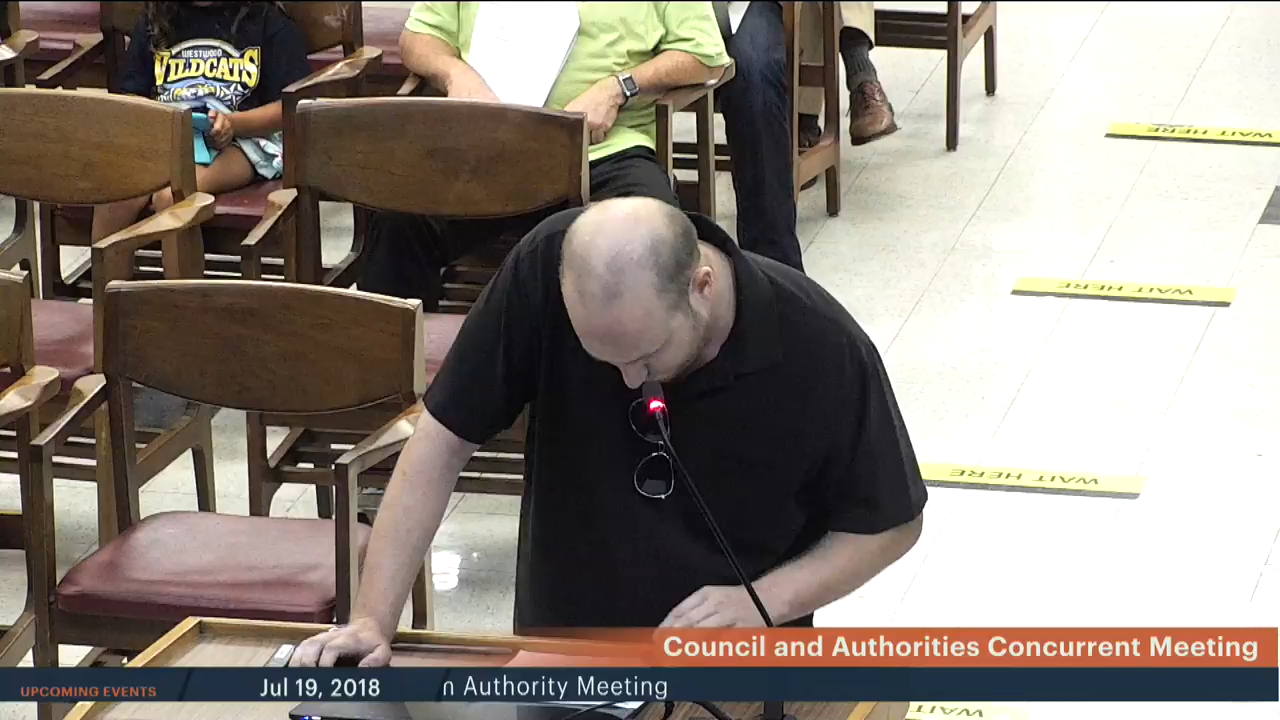 WESTWOOD
WILDCATS
WAIT HERE
WAIT HERE
WAIT HERE
Council and Authorities Concurrent Meeting
UPCOMING EVENTS
Jul 19, 2018
n Authority Meeting
WAIT